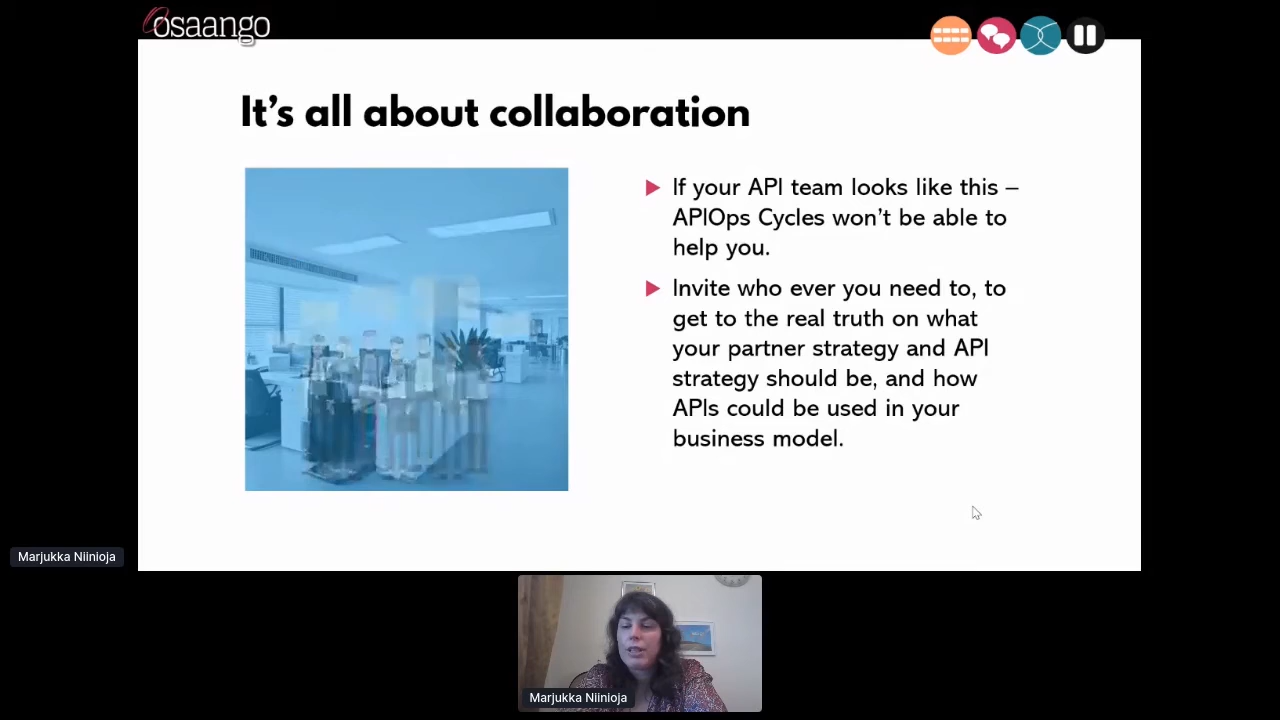 osaango
It's all about collaboration
If your API team looks like this –
APIOps Cycles won't be able to
help you.
Invite who ever you need to, to
get to the real truth on what
your partner strategy and API
strategy should be, and how
APIs could be used in your
business model.
Marjukka Niinioja
Marjukka Niinioja